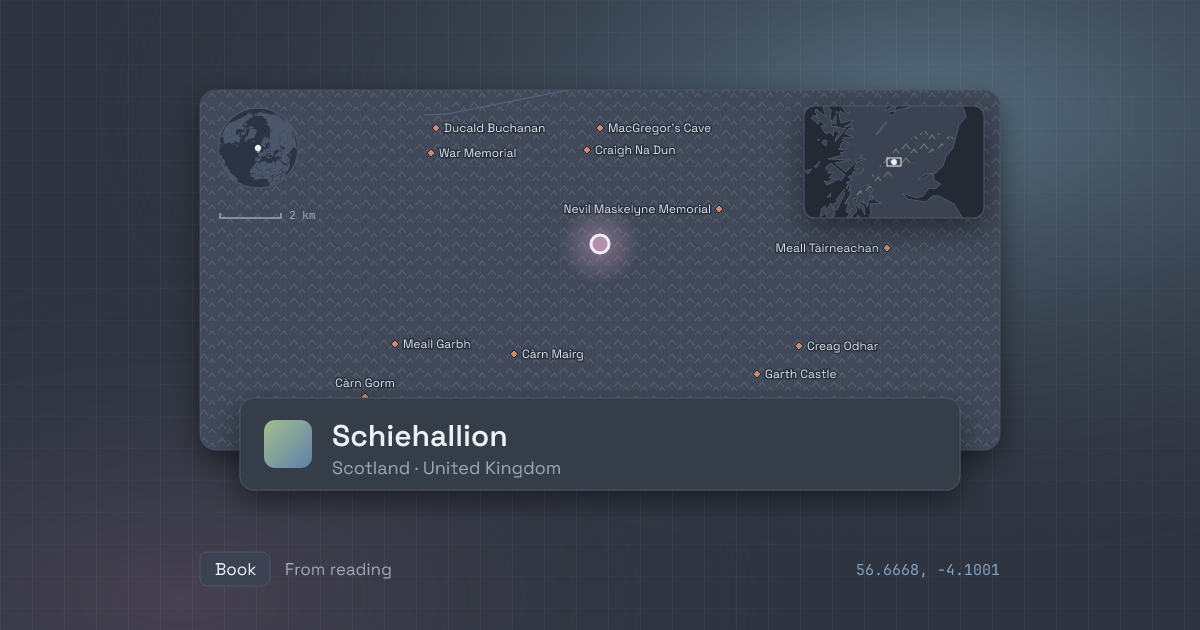 Ducald Buchanan
MacGregor's Cave
War Memorial
Craigh Na Dun
2 km
Nevil Maskelyne Memorial
Meall Tàirneachan
Meall Garbh
Càrn Mairg
Creag Odhar
Garth Castle
Càrn Gorm
Schiehallion
Scotland · United Kingdom
Book
From reading
56.6668, -4.1001